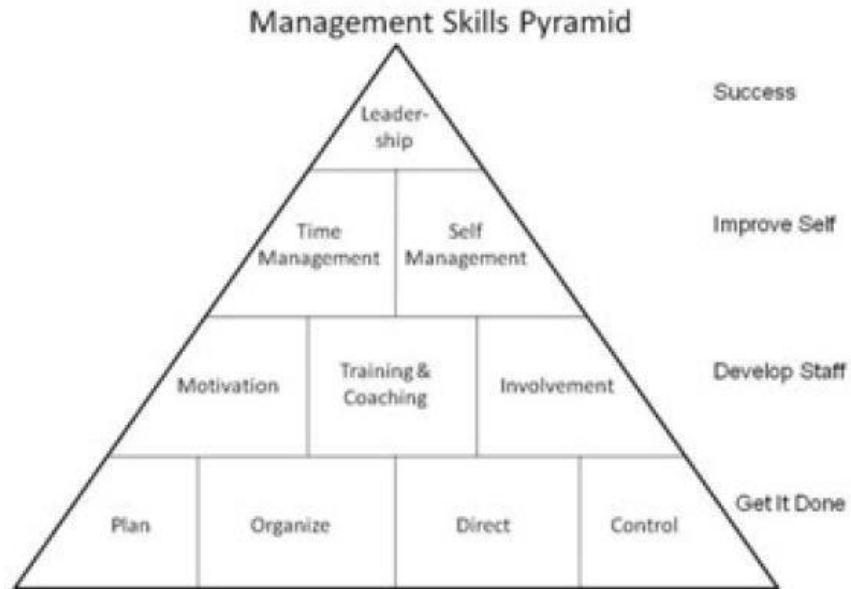 Management Skills Pyramid
Leader-
ship
Success
Time
Management
Self
Management
Improve Self
Motivation
Training &
Coaching
Involvement
Develop Staff
Plan
Organize
Direct
Control
Get It Done